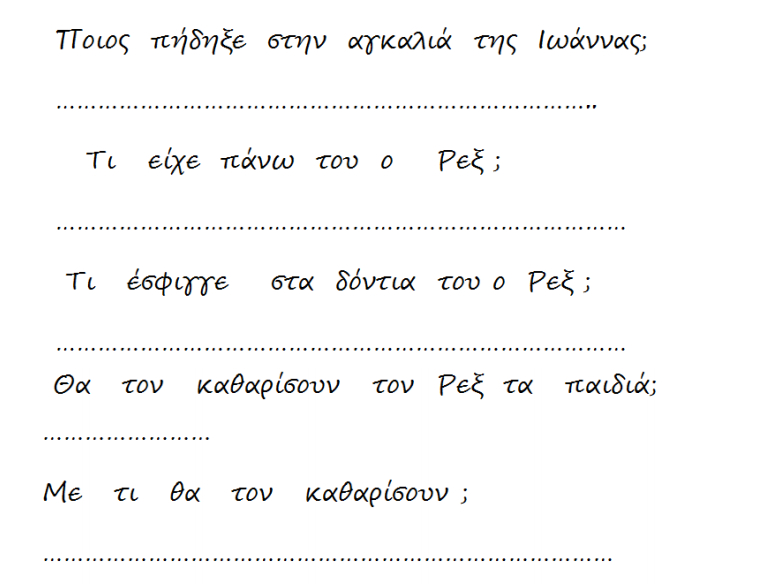 Ποιος πήδηξε στην αγκαλιά της Ιωάννας;
………………………………………………………………..
Τι είχε πάνω του ο Ρεξ ;
……………………………………………………………………
Τι έσφιγγε στα δόντια του ο Ρεξ ;
……………………………………………………………………
Θα τον καθαρίσουν τον Ρεξ τα παιδιά;
……………………
Με τι θα τον καθαρίσουν ;
……………………………………………………………………